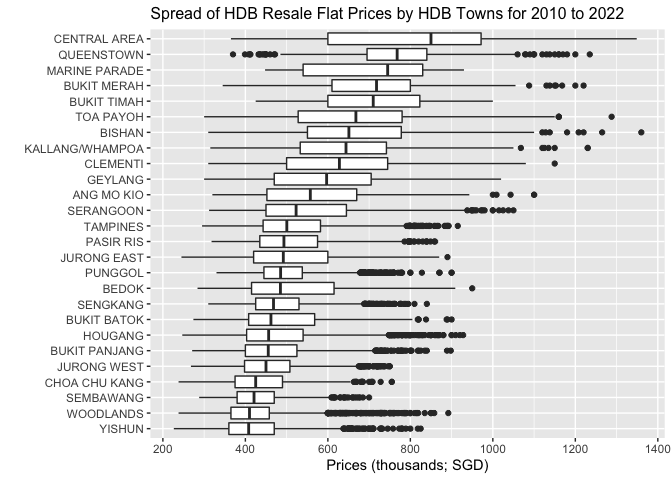 Spread of HDB Resale Flat Prices by HDB Towns for 2010 to 2022
CENTRAL AREA
QUEENSTOWN
MARINE PARADE
BUKIT MERAH
BUKIT TIMAH
TOA PAYOH
BISHAN
KALLANG/WHAMPOA
CLEMENTI
GEYLANG
ANG MO KIO
SERANGOON
TAMPINES
PASIR RIS
JURONG EAST
PUNGGOL
BEDOK
SENGKANG
BUKIT BATOK
HOUGANG
BUKIT PANJANG
JURONG WEST
CHOA CHU KANG
SEMBAWANG
WOODLANDS
YISHUN
200 400 600 800 1000 1200 1400
Prices (thousands; SGD)